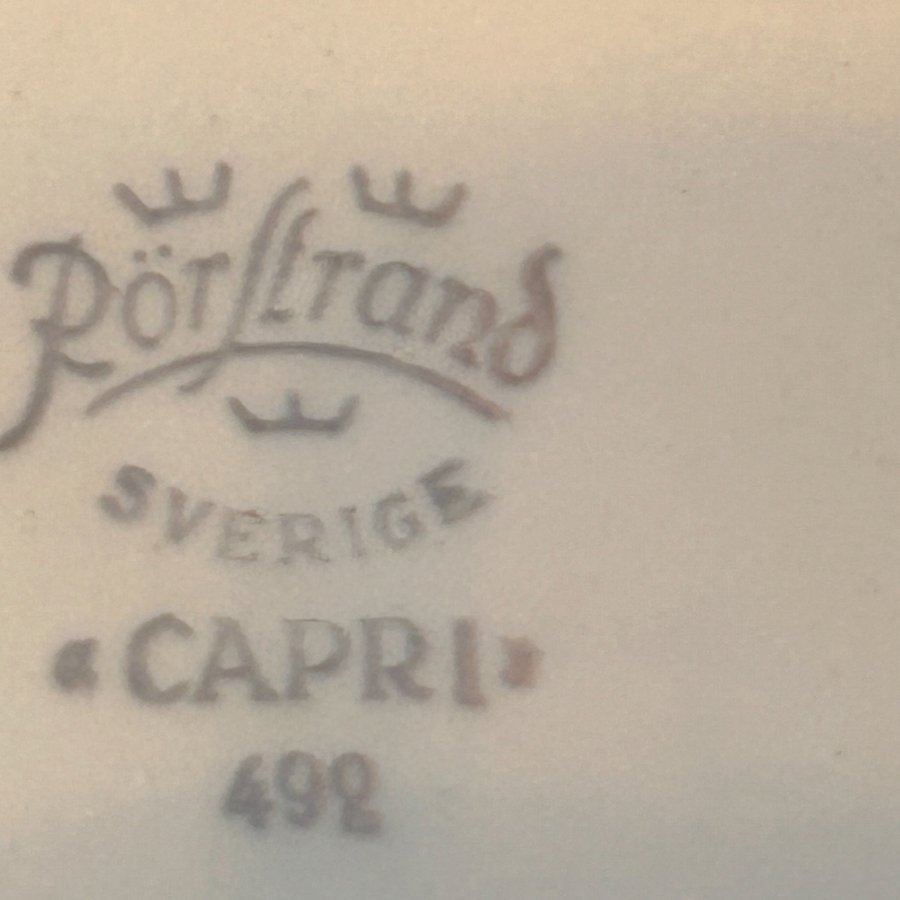 Rörstrand
SVERIGE
«CAPRI»
492